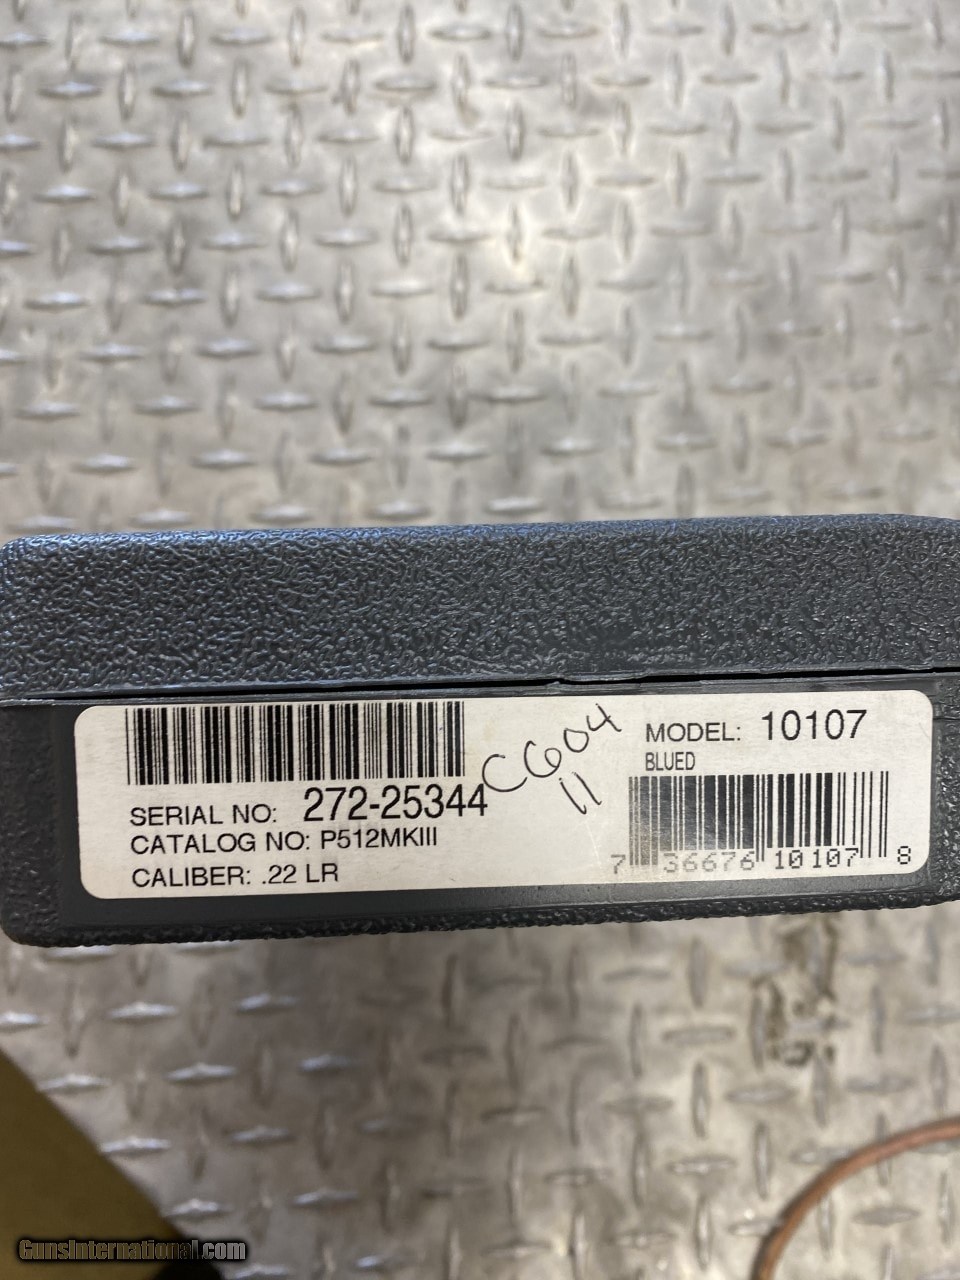 SERIAL NO: 272-25344
CATALOG NO: P512MKIII
CALIBER: .22 LR
C604
11
MODEL: 10107
BLUED
7 36676 10107 8
GunsInternational.com